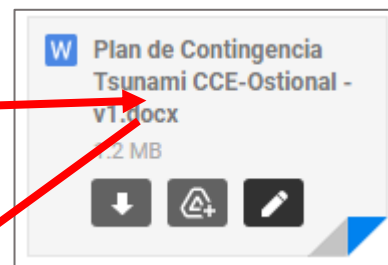 W Plan de Contingencia
Tsunami CCE-Ostional -
v1.docx
1.2 MB